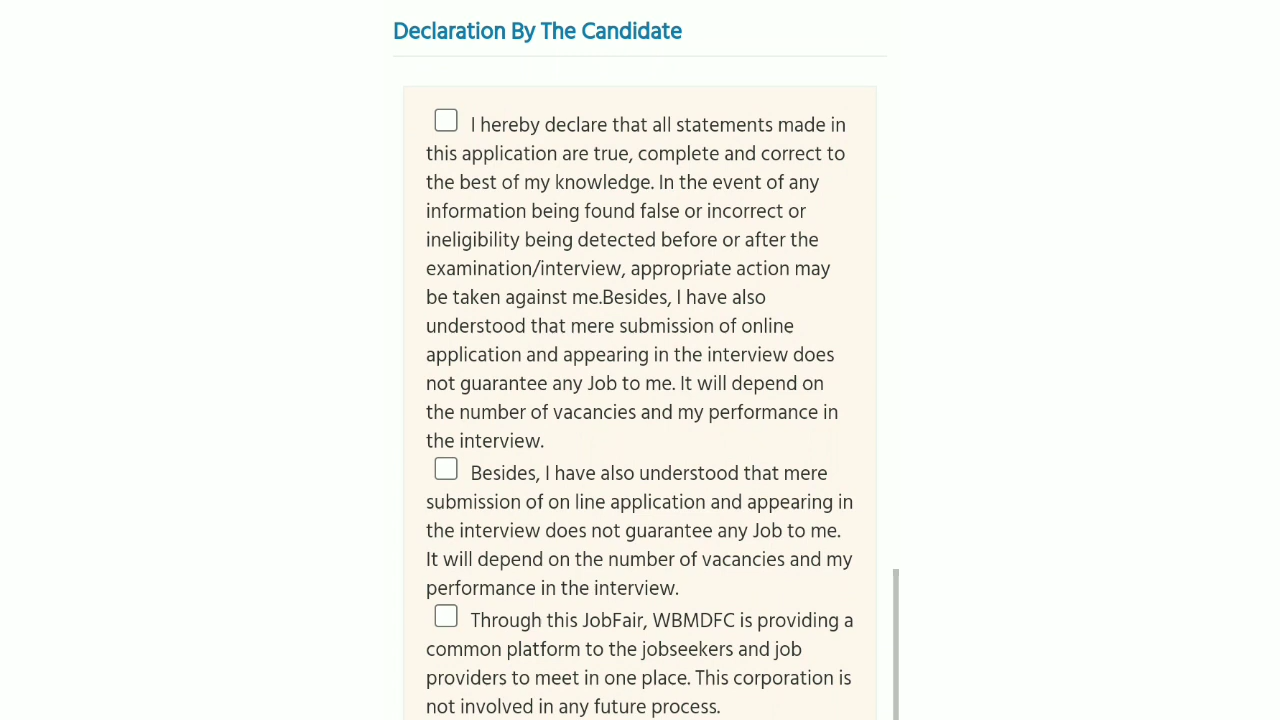 Declaration By The Candidate
I hereby declare that all statements made in
this application are true, complete and correct to
the best of my knowledge. In the event of any
information being found false or incorrect or
ineligibility being detected before or after the
examination/interview, appropriate action may
be taken against me.Besides, I have also
understood that mere submission of online
application and appearing in the interview does
not guarantee any Job to me. It will depend on
the number of vacancies and my performance in
the interview.
Besides, I have also understood that mere
submission of on line application and appearing in
the interview does not guarantee any Job to me.
It will depend on the number of vacancies and my
performance in the interview.
Through this JobFair, WBMDFC is providing a
common platform to the jobseekers and job
providers to meet in one place. This corporation is
not involved in any future process.